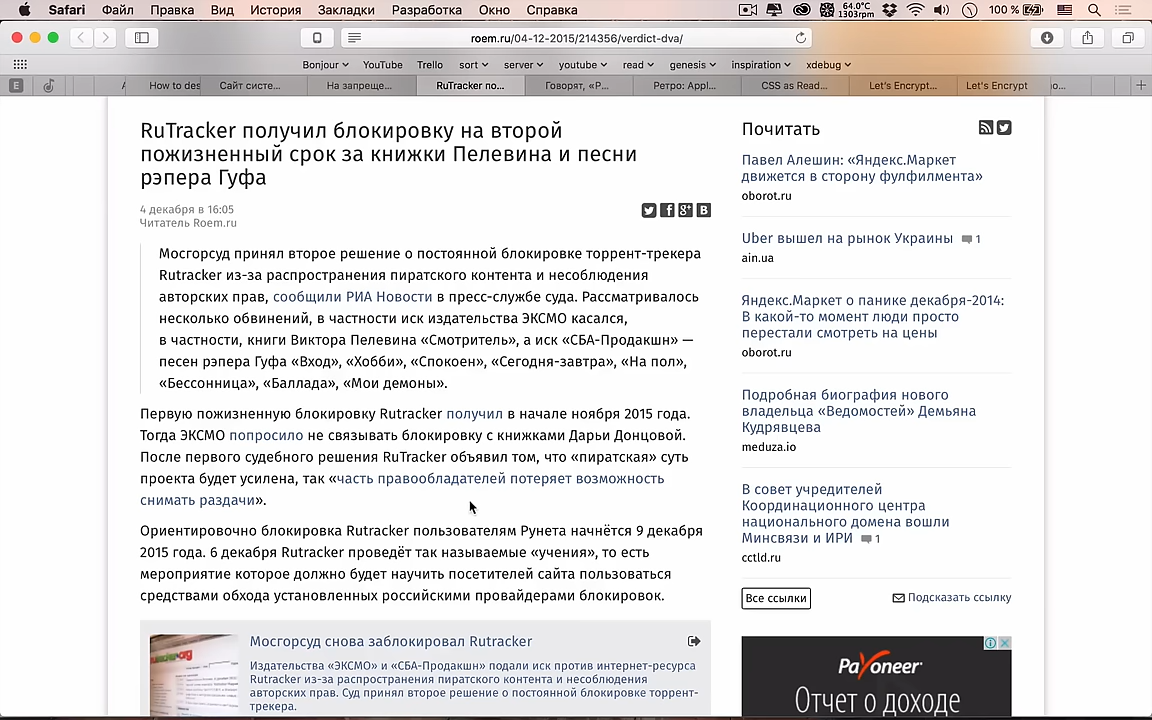 Safari Файл Правка Вид История Закладки Разработка Окно Справка
64.0°C
1303rpm
100 %
roem.ru/04-12-2015/214356/verdict-dva/
Bonjour YouTube Trello sort server youtube read genesis inspiration xdebug
E
How to des Сайт систе... На запреще... RuTracker по... Говорят, «Р... Ретро: Appl... CSS as Read... Let's Encrypt... Let's Encrypt
RuTracker получил блокировку на второй
пожизненный срок за книжки Пелевина и песни
рэпера Гуфа
4 декабря в 16:05
Читатель Roem.ru
Мосгорсуд принял второе решение о постоянной блокировке торрент-трекера
Rutracker из-за распространения пиратского контента и несоблюдения
авторских прав, сообщили РИА Новости в пресс-службе суда. Рассматривалось
несколько обвинений, в частности иск издательства ЭКСМО касался,
в частности, книги Виктора Пелевина «Смотритель», а иск «СБА-Продакшн» —
песен рэпера Гуфа «Вход», «Хобби», «Спокоен», «Сегодня-завтра», «На пол»,
«Бессонница», «Баллада», «Мои демоны».
Первую пожизненную блокировку Rutracker получил в начале ноября 2015 года.
Тогда ЭКСМО попросило не связывать блокировку с книжками Дарьи Донцовой.
После первого судебного решения RuTracker объявил том, что «пиратская» суть
проекта будет усилена, так «часть правообладателей потеряет возможность
снимать раздачи».
Ориентировочно блокировка Rutracker пользователям Рунета начнётся 9 декабря
2015 года. 6 декабря Rutracker проведёт так называемые «учения», то есть
мероприятие которое должно будет научить посетителей сайта пользоваться
средствами обхода установленных российскими провайдерами блокировок.
Мосгорсуд снова заблокировал Rutracker
Издательства «ЭКСМО» и «СБА-Продакшн» подали иск против интернет-ресурса
Rutracker из-за распространения пиратского контента и несоблюдения
авторских прав. Суд принял второе решение о постоянной блокировке торрент-
трекера.
Почитать
Павел Алешин: «Яндекс.Маркет
движется в сторону фулфилмента»
oborot.ru
Uber вышел на рынок Украины 1
ain.ua
Яндекс.Маркет о панике декабря-2014:
В какой-то момент люди просто
перестали смотреть на цены
oborot.ru
Подробная биография нового
владельца «Ведомостей» Демьяна
Кудрявцева
meduza.io
В совет учредителей
Координационного центра
национального домена вошли
Минсвязи и ИРИ 1
cctld.ru
Все ссылки Подсказать ссылку
Payoneer
Отчет о доходе